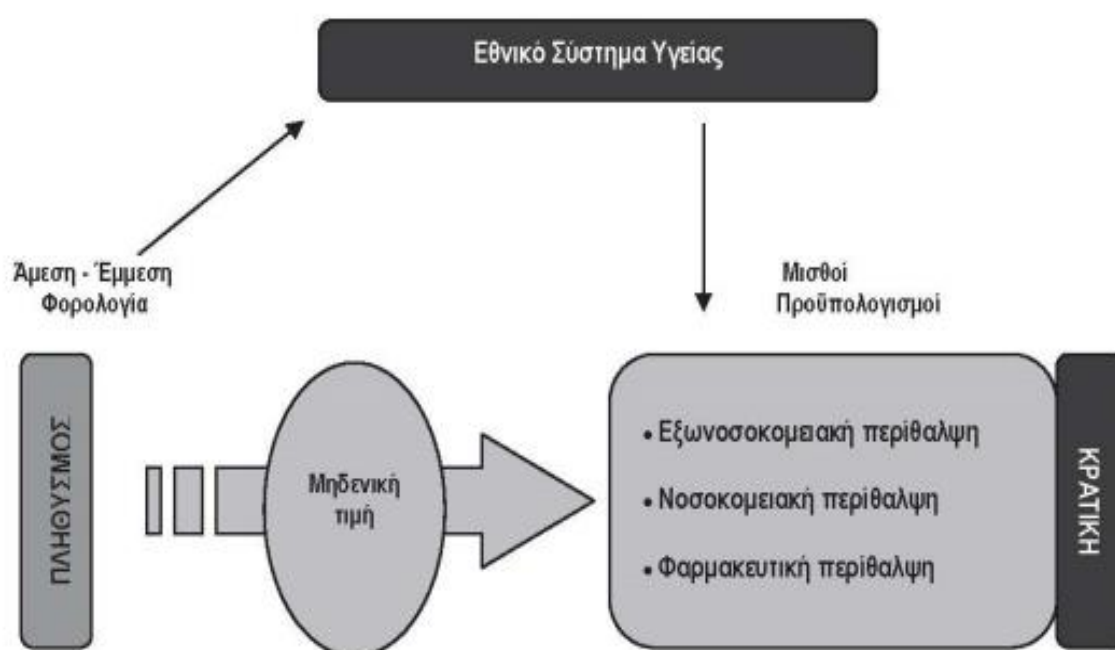 Εθνικό Σύστημα Υγείας
Άμεση - Έμμεση
Φορολογία
Μισθοί
Προϋπολογισμοί
ΠΛΗΘΥΣΜΟΣ
Μηδενική
τιμή
• Εξωνοσοκομειακή περίθαλψη
• Νοσοκομειακή περίθαλψη
• Φαρμακευτική περίθαλψη
ΚΡΑΤΙΚΗ